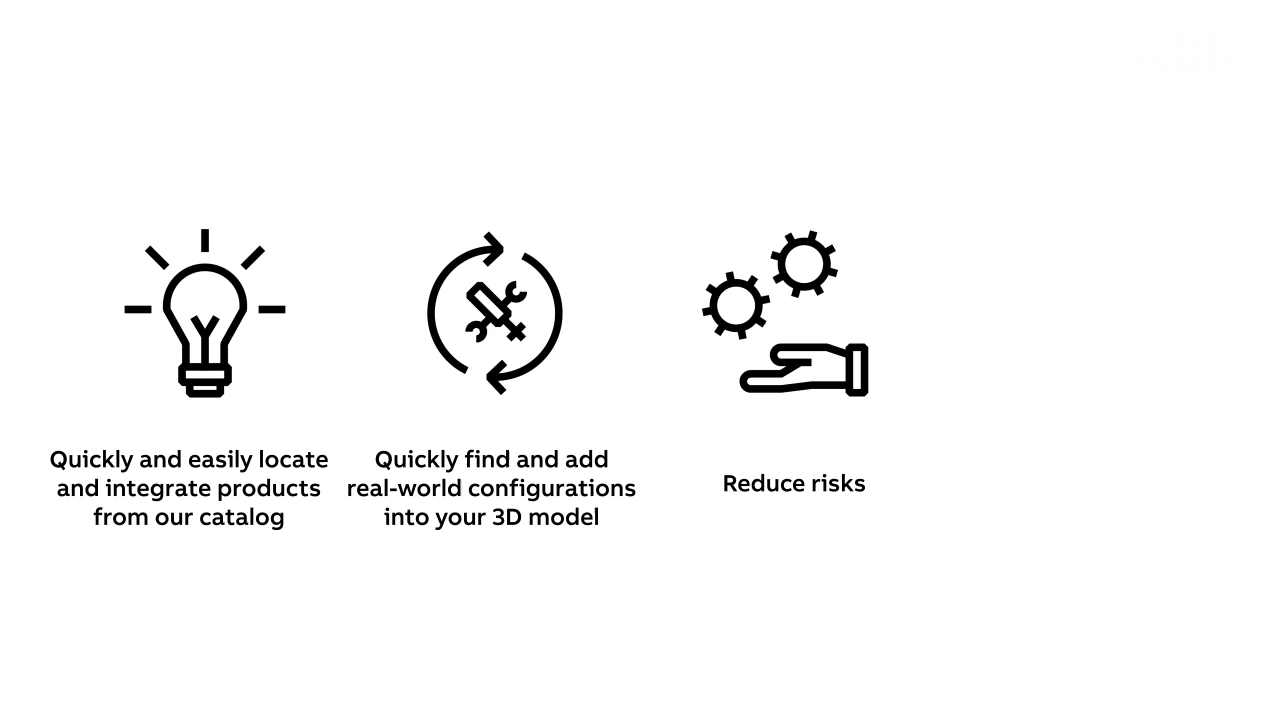 Quickly and easily locate
and integrate products
from our catalog
Quickly find and add
real-world configurations
into your 3D model
Reduce risks